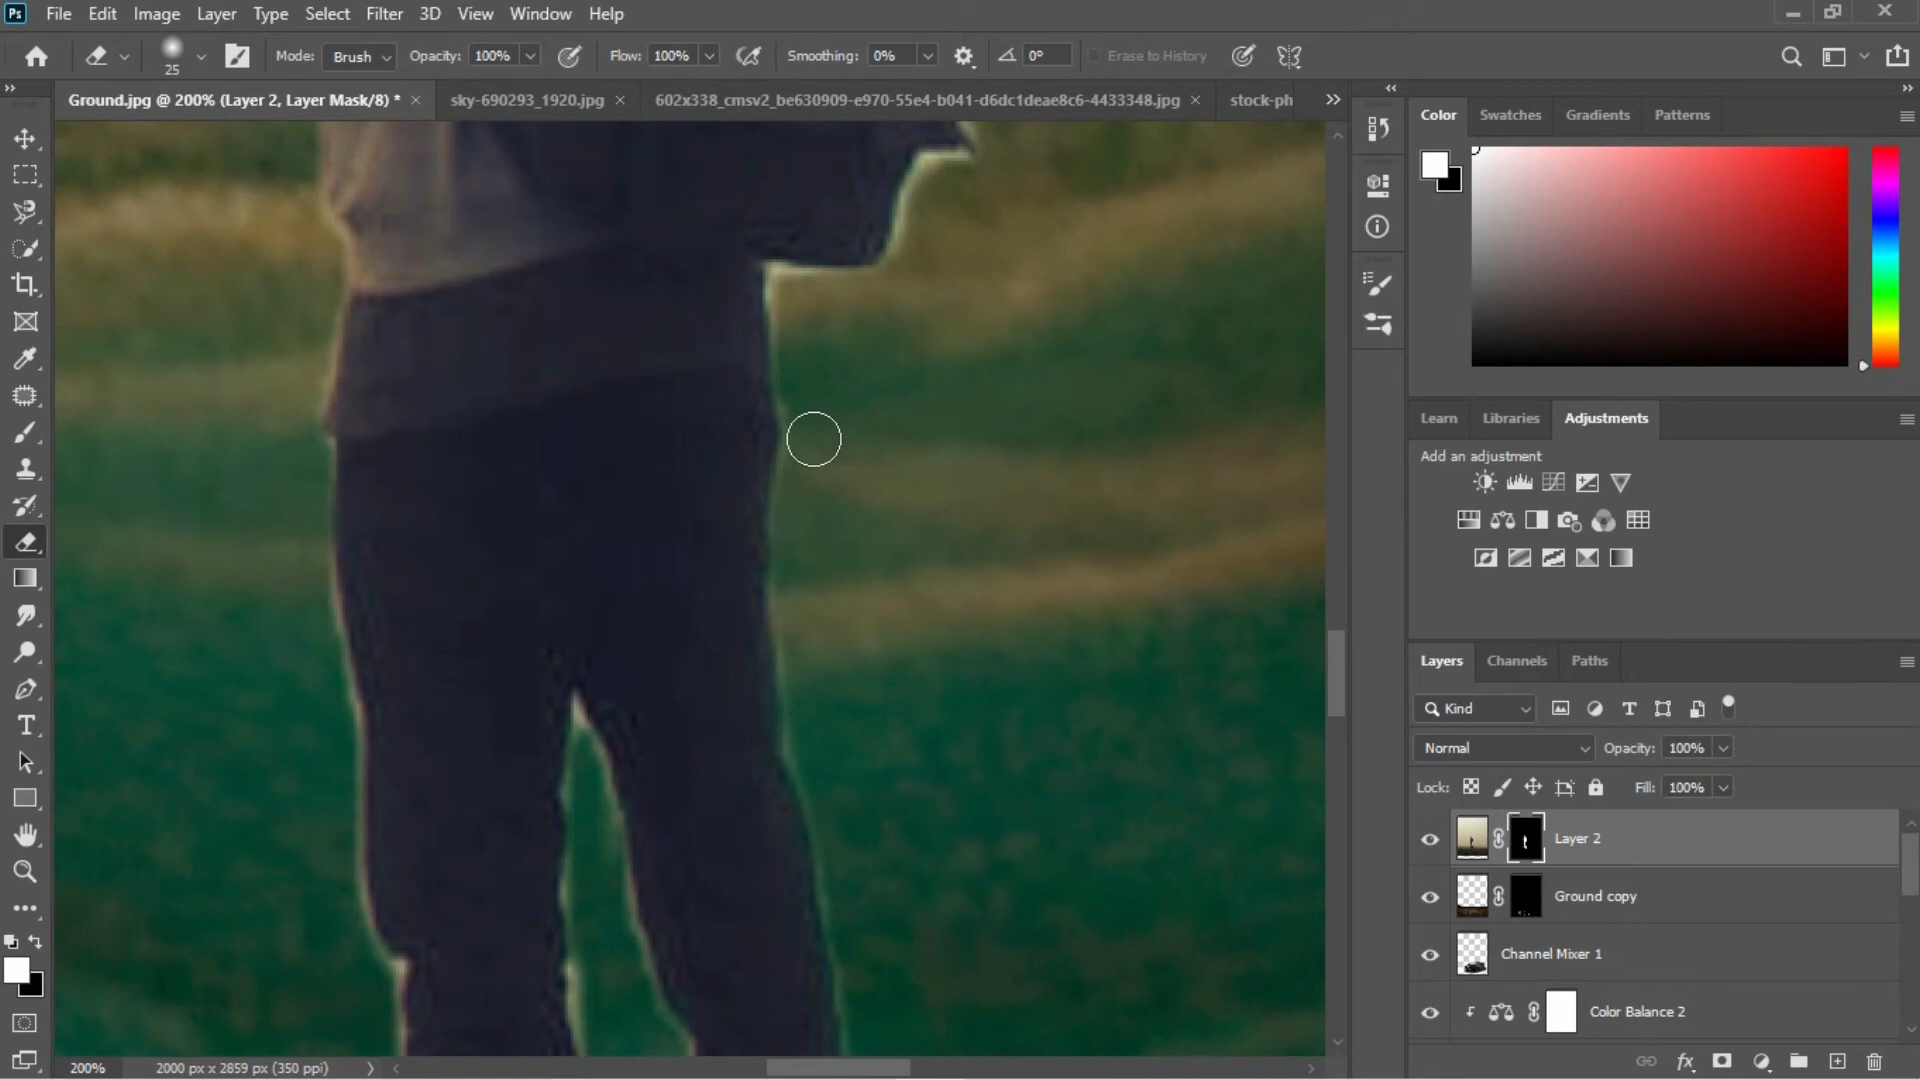 Ps File Edit Image Layer Type Select Filter 3D View Window Help
25 Mode: Brush Opacity: 100% Flow: 100% Smoothing: 0% 0° Erase to History
Ground.jpg @ 200% (Layer 2, Layer Mask/8) * × sky-690293_1920.jpg × 602x338_cmsv2_be630909-e970-55e4-b041-d6dc1deae8c6-4433348.jpg × stock-ph
Color Swatches Gradients Patterns
Learn Libraries Adjustments
Add an adjustment
Layers Channels Paths
Kind
Normal Opacity: 100%
Lock: Fill: 100%
Layer 2
Ground copy
Channel Mixer 1
Color Balance 2
200% 2000 px x 2859 px (350 ppi)
fx